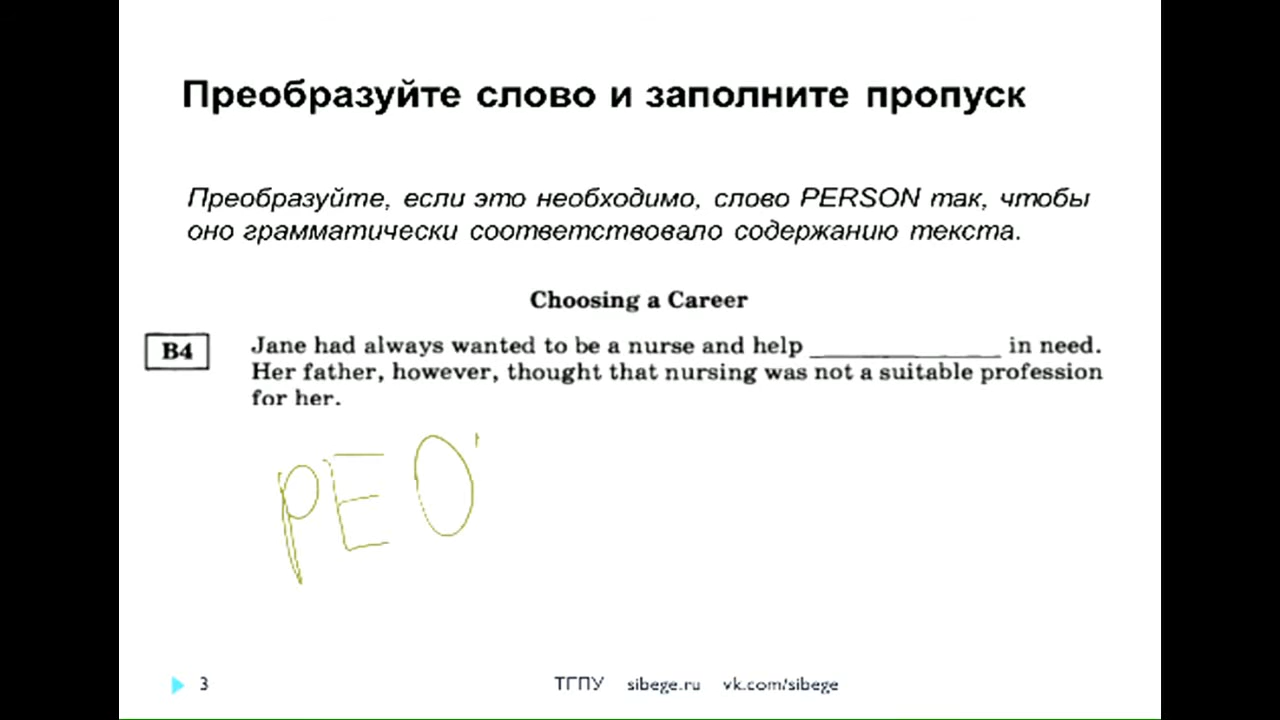 Преобразуйте слово и заполните пропуск
Преобразуйте, если это необходимо, слово PERSON так, чтобы
оно грамматически соответствовало содержанию текста.
Choosing a Career
B4 Jane had always wanted to be a nurse and help ______________ in need.
Her father, however, thought that nursing was not a suitable profession
for her.
PEO
3 ТГПУ sibege.ru vk.com/sibege